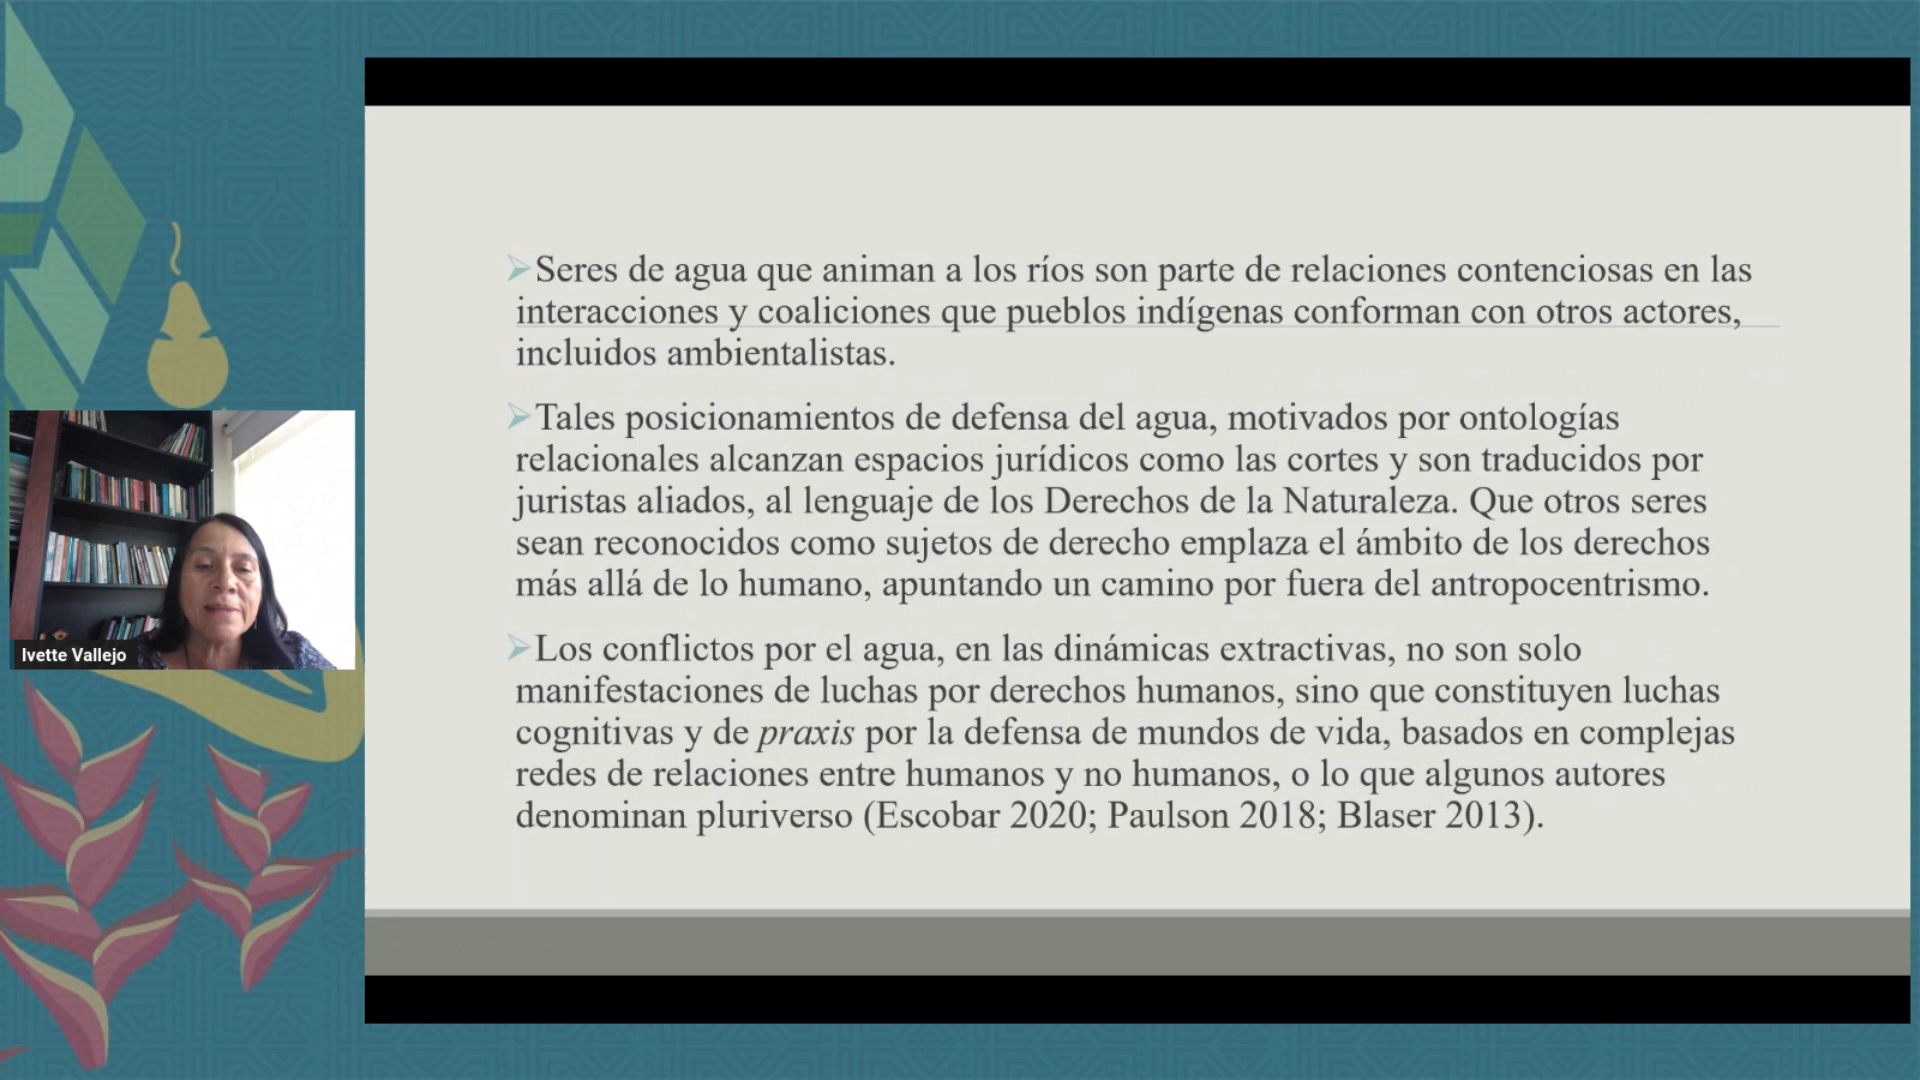 ➢Seres de agua que animan a los ríos son parte de relaciones contenciosas en las
interacciones y coaliciones que pueblos indígenas conforman con otros actores,
incluidos ambientalistas.
➢Tales posicionamientos de defensa del agua, motivados por ontologías
relacionales alcanzan espacios jurídicos como las cortes y son traducidos por
juristas aliados, al lenguaje de los Derechos de la Naturaleza. Que otros seres
sean reconocidos como sujetos de derecho emplaza el ámbito de los derechos
más allá de lo humano, apuntando un camino por fuera del antropocentrismo.
➢Los conflictos por el agua, en las dinámicas extractivas, no son solo
manifestaciones de luchas por derechos humanos, sino que constituyen luchas
cognitivas y de praxis por la defensa de mundos de vida, basados en complejas
redes de relaciones entre humanos y no humanos, o lo que algunos autores
denominan pluriverso (Escobar 2020; Paulson 2018; Blaser 2013).
Ivette Vallejo